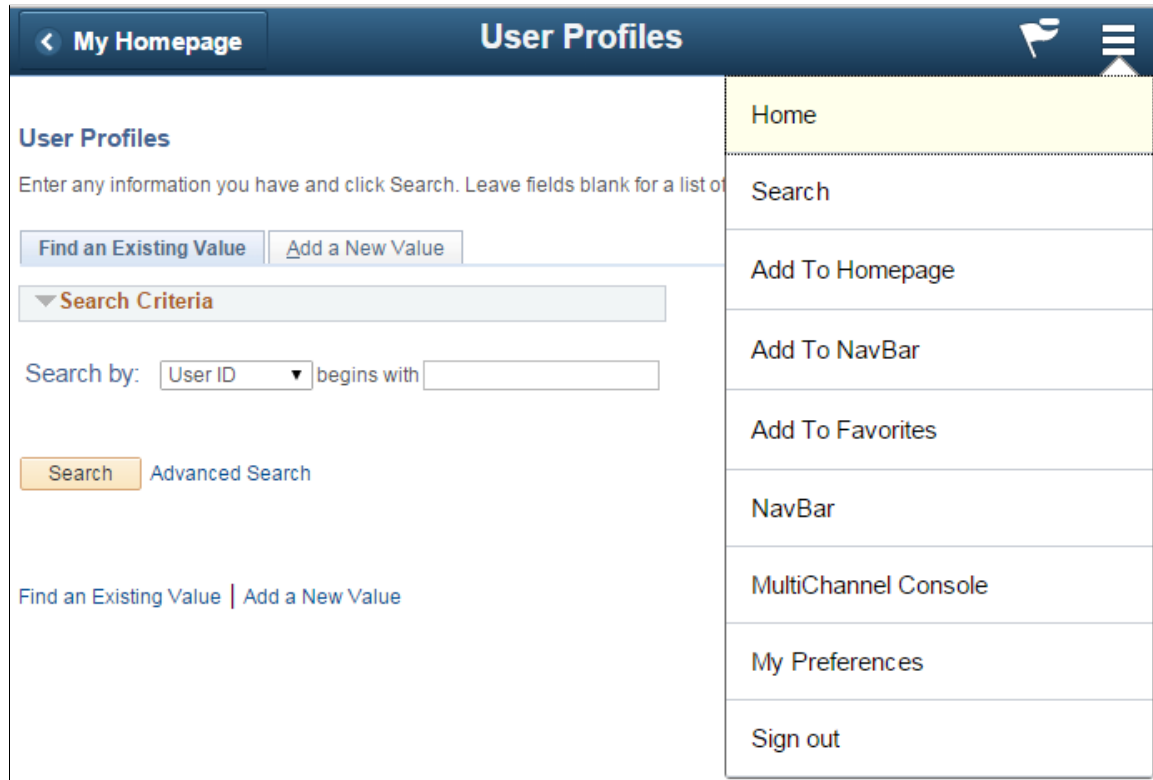 My Homepage
User Profiles
User Profiles
Enter any information you have and click Search. Leave fields blank for a list of
Find an Existing Value
Add a New Value
Search Criteria
Search by: User ID begins with
Search Advanced Search
Find an Existing Value | Add a New Value
Home
Search
Add To Homepage
Add To NavBar
Add To Favorites
NavBar
MultiChannel Console
My Preferences
Sign out